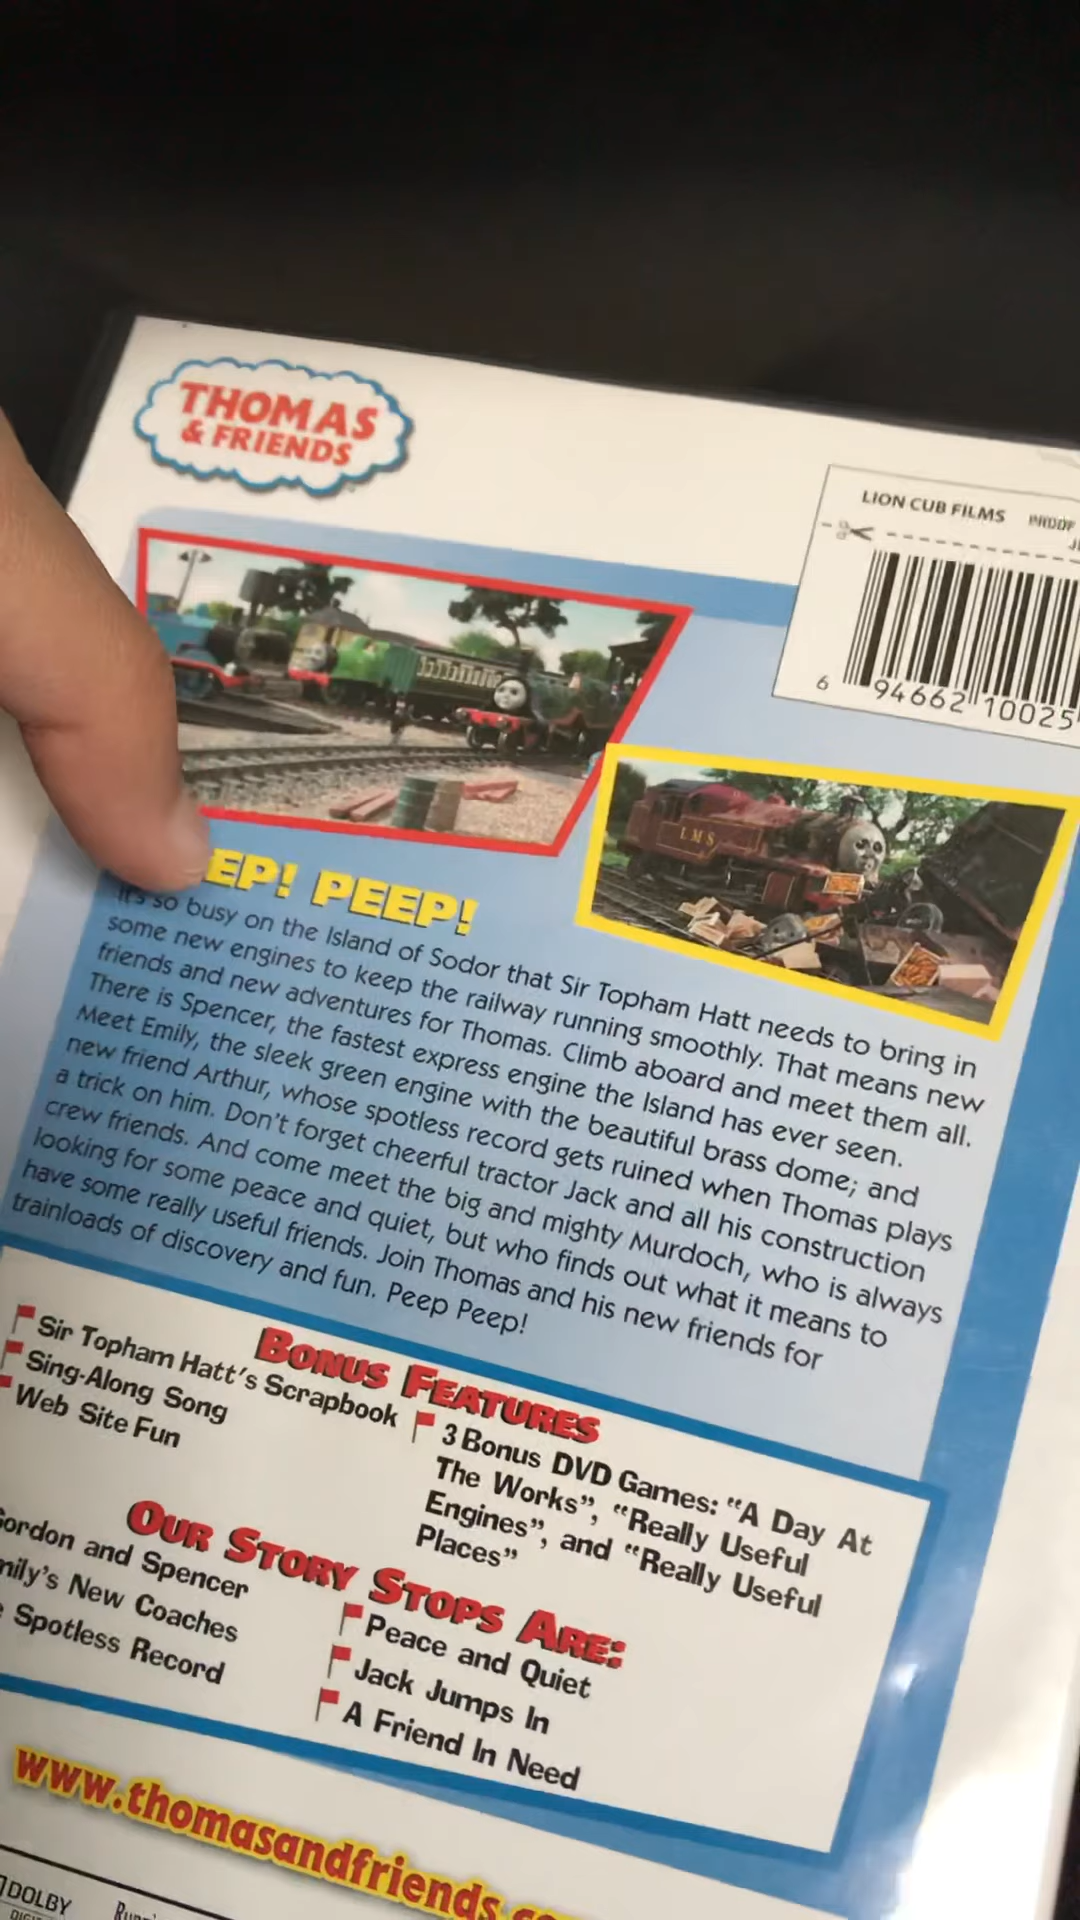 THOMAS
& FRIENDS
LION CUB FILMS
6 94662 10025
LMS
EP! PEEP!
It's so busy on the Island of Sodor that Sir Topham Hatt needs to bring in
some new engines to keep the railway running smoothly. That means new
friends and new adventures for Thomas. Climb aboard and meet them all.
There is Spencer, the fastest express engine the Island has ever seen.
Meet Emily, the sleek green engine with the beautiful brass dome; and
new friend Arthur, whose spotless record gets ruined when Thomas plays
a trick on him. Don't forget cheerful tractor Jack and all his construction
crew friends. And come meet the big and mighty Murdoch, who is always
looking for some peace and quiet, but who finds out what it means to
have some really useful friends. Join Thomas and his new friends for
trainloads of discovery and fun. Peep Peep!
BONUS FEATURES
Sir Topham Hatt's Scrapbook
Sing-Along Song
Web Site Fun
3 Bonus DVD Games: "A Day At
The Works", "Really Useful
Engines", and "Really Useful
Places"
OUR STORY STOPS ARE:
Gordon and Spencer
mily's New Coaches
Spotless Record
Peace and Quiet
Jack Jumps In
A Friend In Need
www.thomasandfriends.co
DOLBY